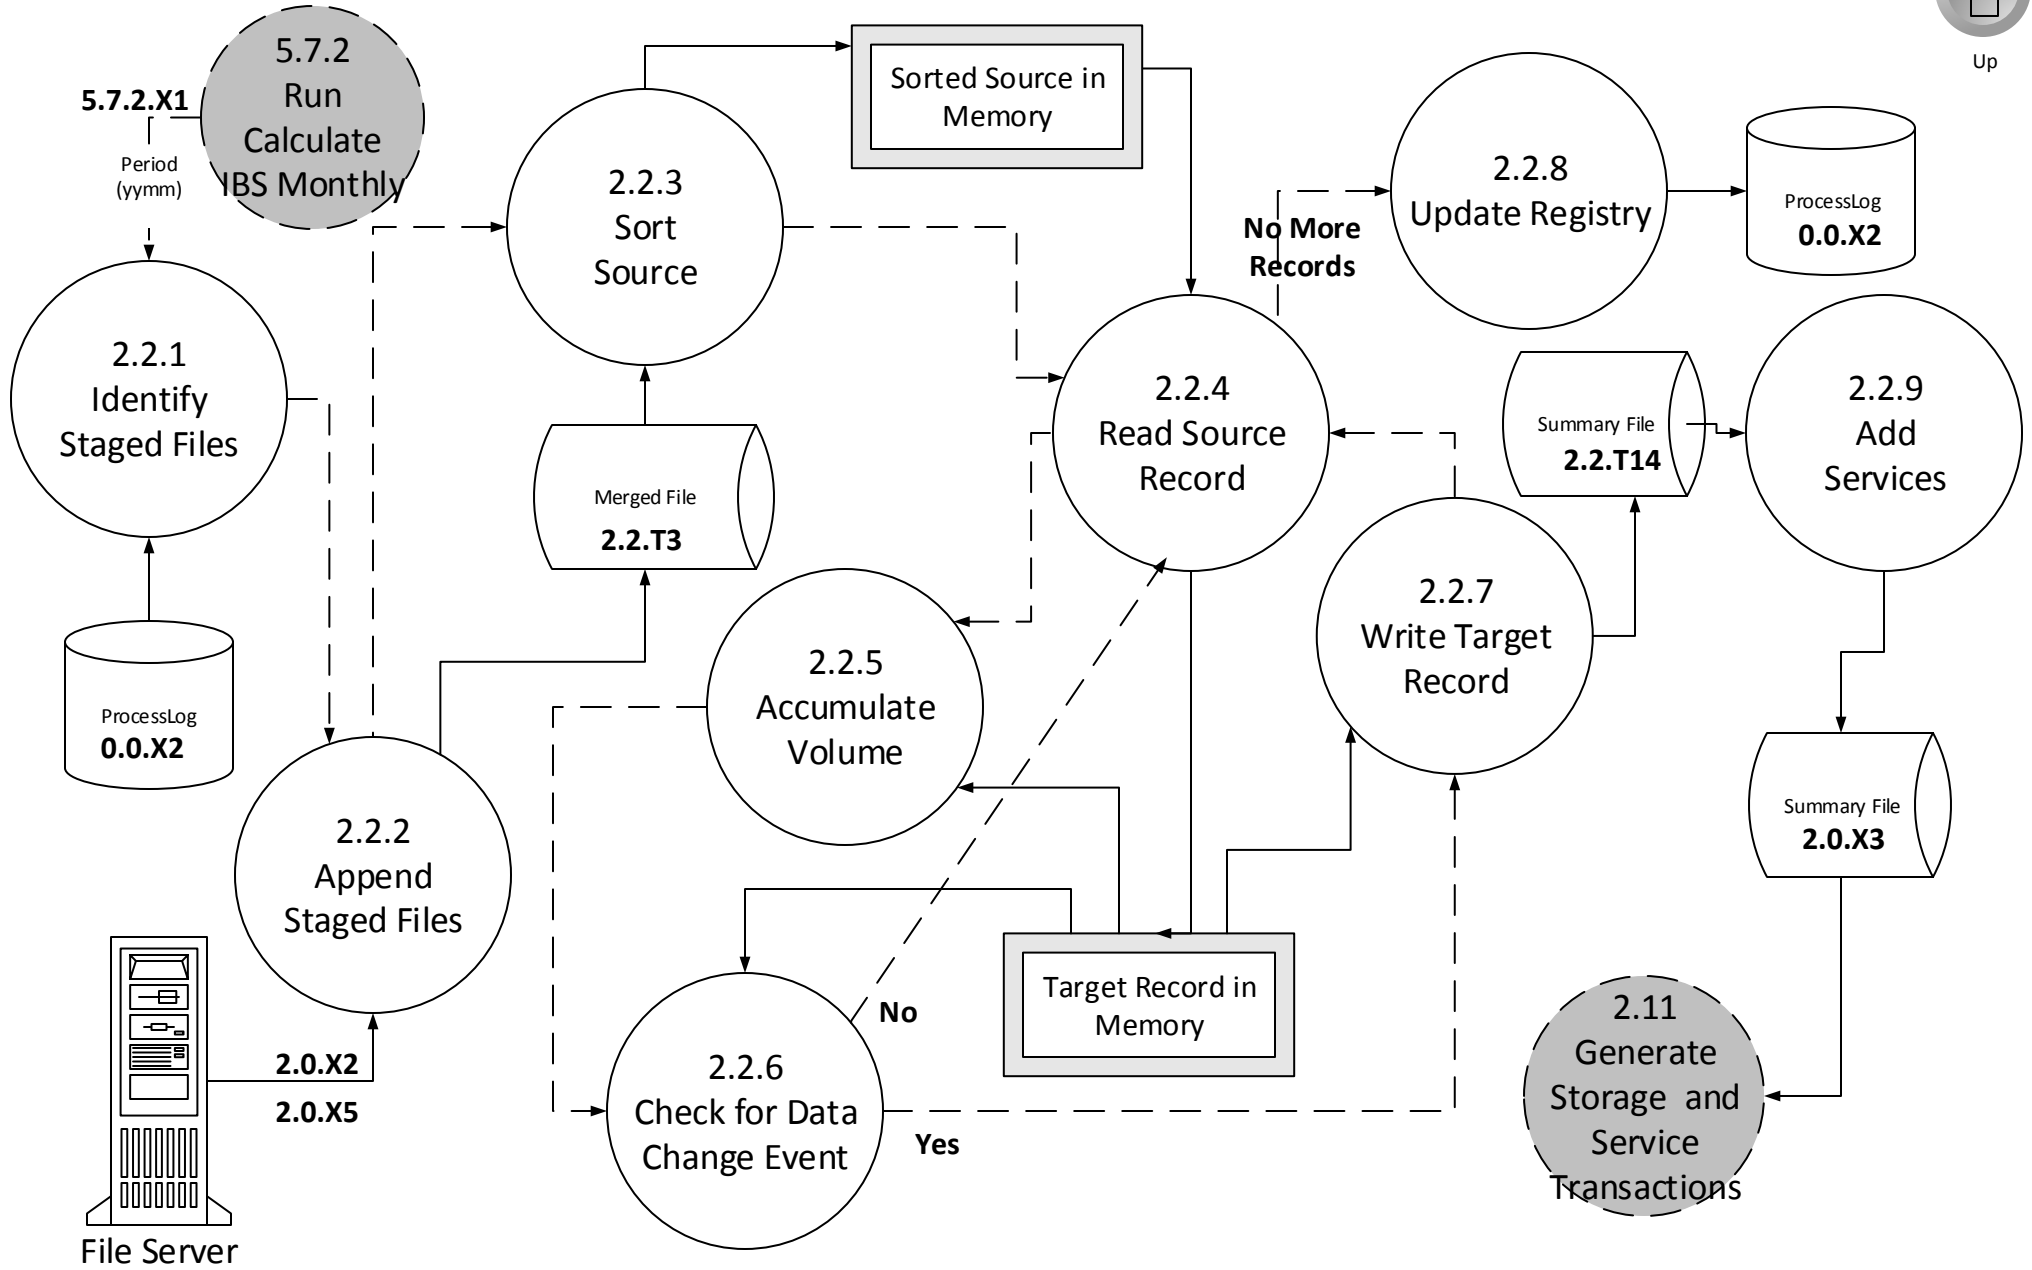 Up
5.7.2
Run
Calculate
IBS Monthly
5.7.2.X1
Period
(yymm)
Sorted Source in
Memory
2.2.3
Sort
Source
2.2.8
Update Registry
ProcessLog
0.0.X2
No More
Records
2.2.1
Identify
Staged Files
2.2.4
Read Source
Record
Summary File
2.2.T14
2.2.9
Add
Services
Merged File
2.2.T3
2.2.7
Write Target
Record
2.2.5
Accumulate
Volume
ProcessLog
0.0.X2
2.2.2
Append
Staged Files
Summary File
2.0.X3
Target Record in
Memory
No
2.11
Generate
Storage  and
Service
Transactions
2.2.6
Check for Data
Change Event
Yes
2.0.X2
2.0.X5
File Server